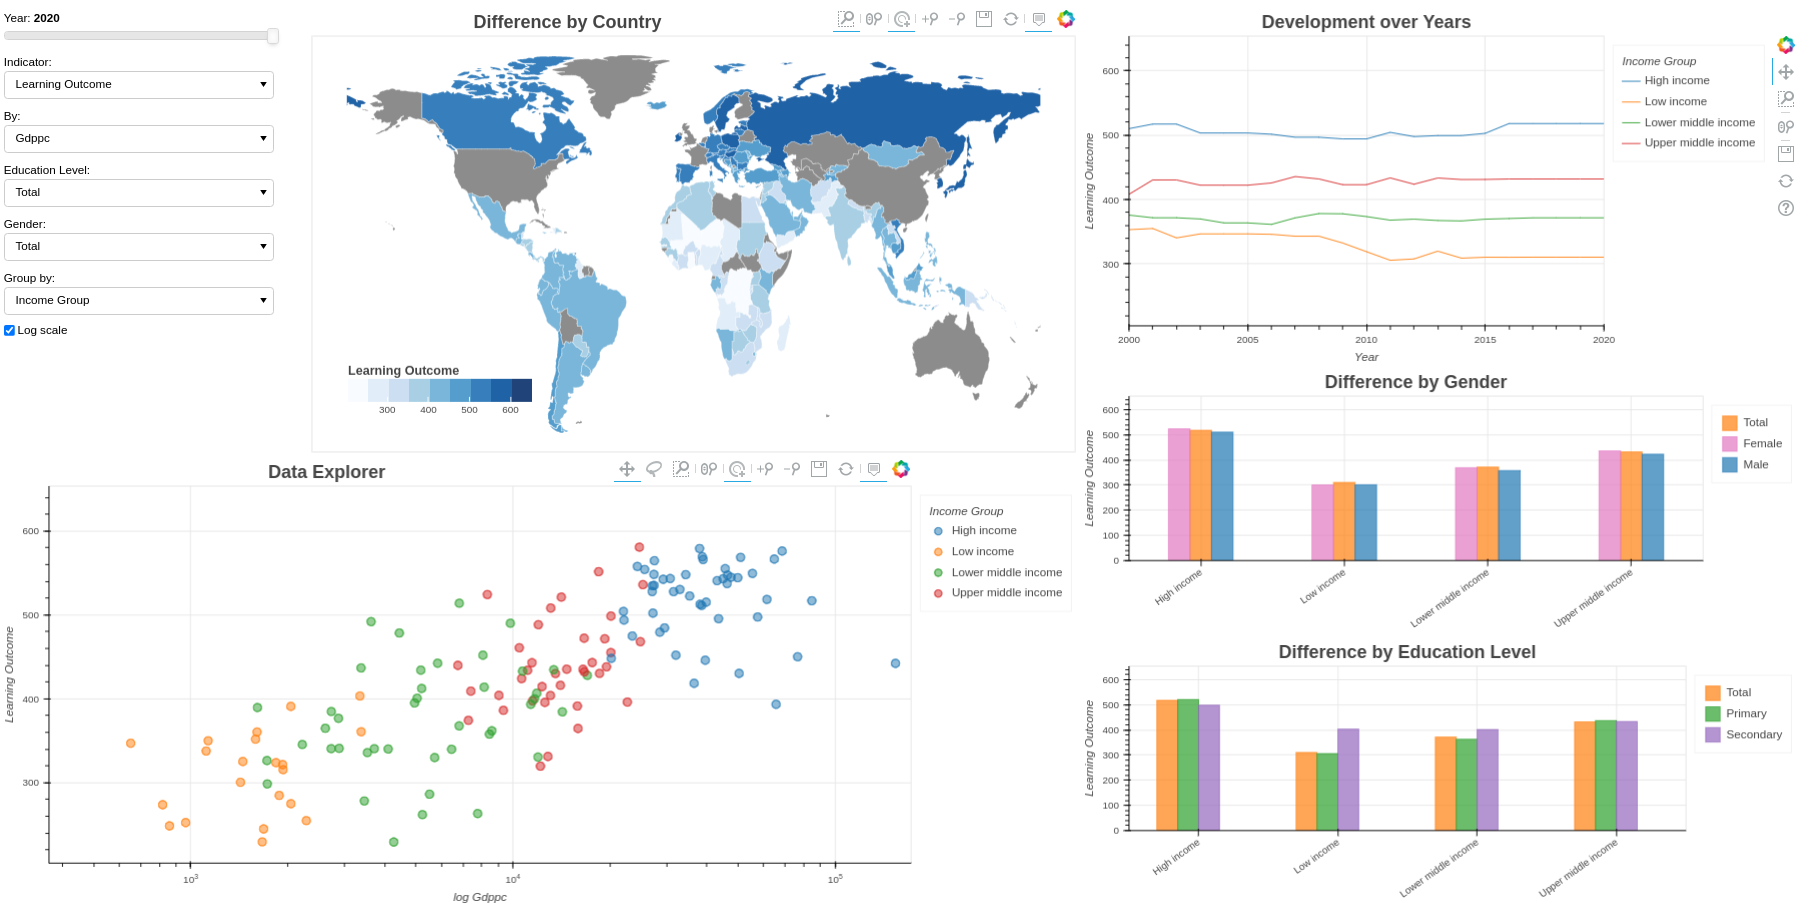 Year: 2020
Indicator:
Learning Outcome
By:
Gdppc
Education Level:
Total
Gender:
Total
Group by:
Income Group
Log scale
Difference by Country
Learning Outcome
300 400 500 600
Development over Years
Learning Outcome
600
500
400
300
2000 2005 2010 2015 2020
Year
Income Group
High income
Low income
Lower middle income
Upper middle income
Difference by Gender
Learning Outcome
600
500
400
300
200
100
0
High income
Low income
Lower middle income
Upper middle income
Total
Female
Male
Data Explorer
Learning Outcome
600
500
400
300
10³ 10⁴ 10⁵
log Gdppc
Income Group
High income
Low income
Lower middle income
Upper middle income
Difference by Education Level
Learning Outcome
600
500
400
300
200
100
0
High income
Low income
Lower middle income
Upper middle income
Total
Primary
Secondary